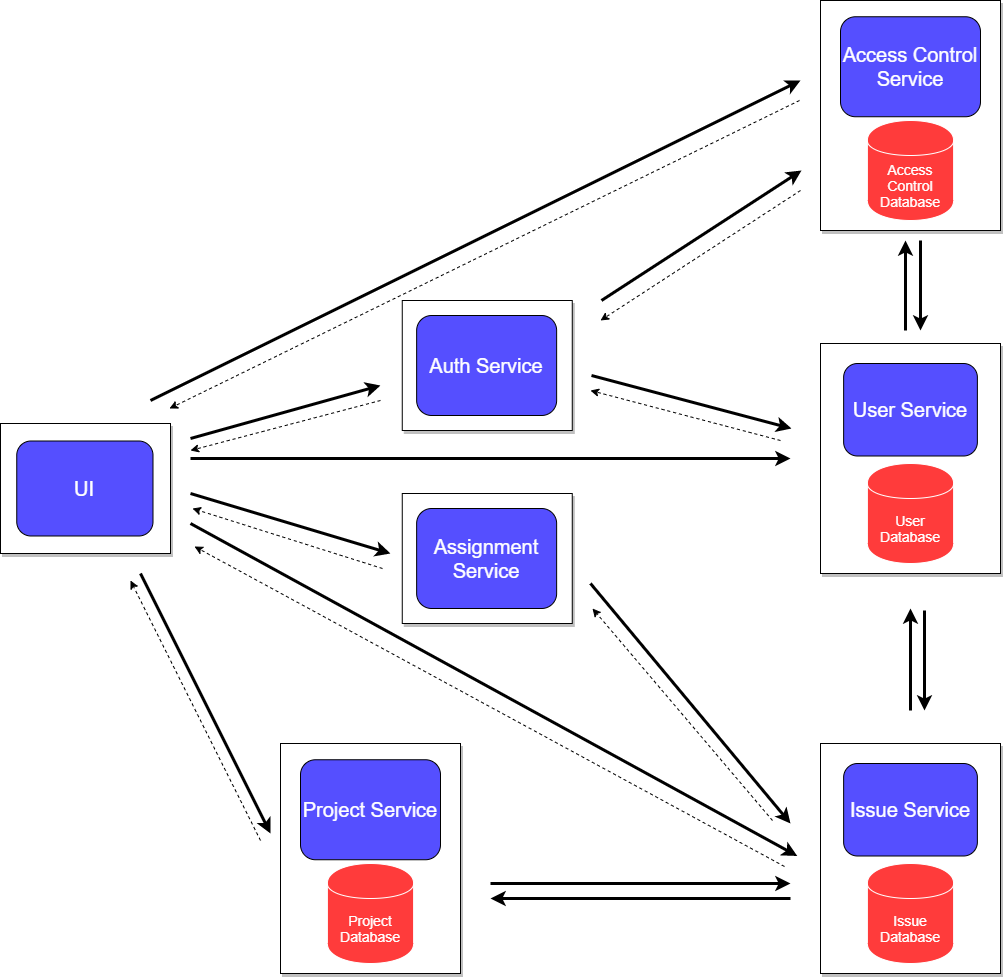 Access Control
Service
Access
Control
Database
Auth Service
User Service
User
Database
UI
Assignment
Service
Project Service
Project
Database
Issue Service
Issue
Database